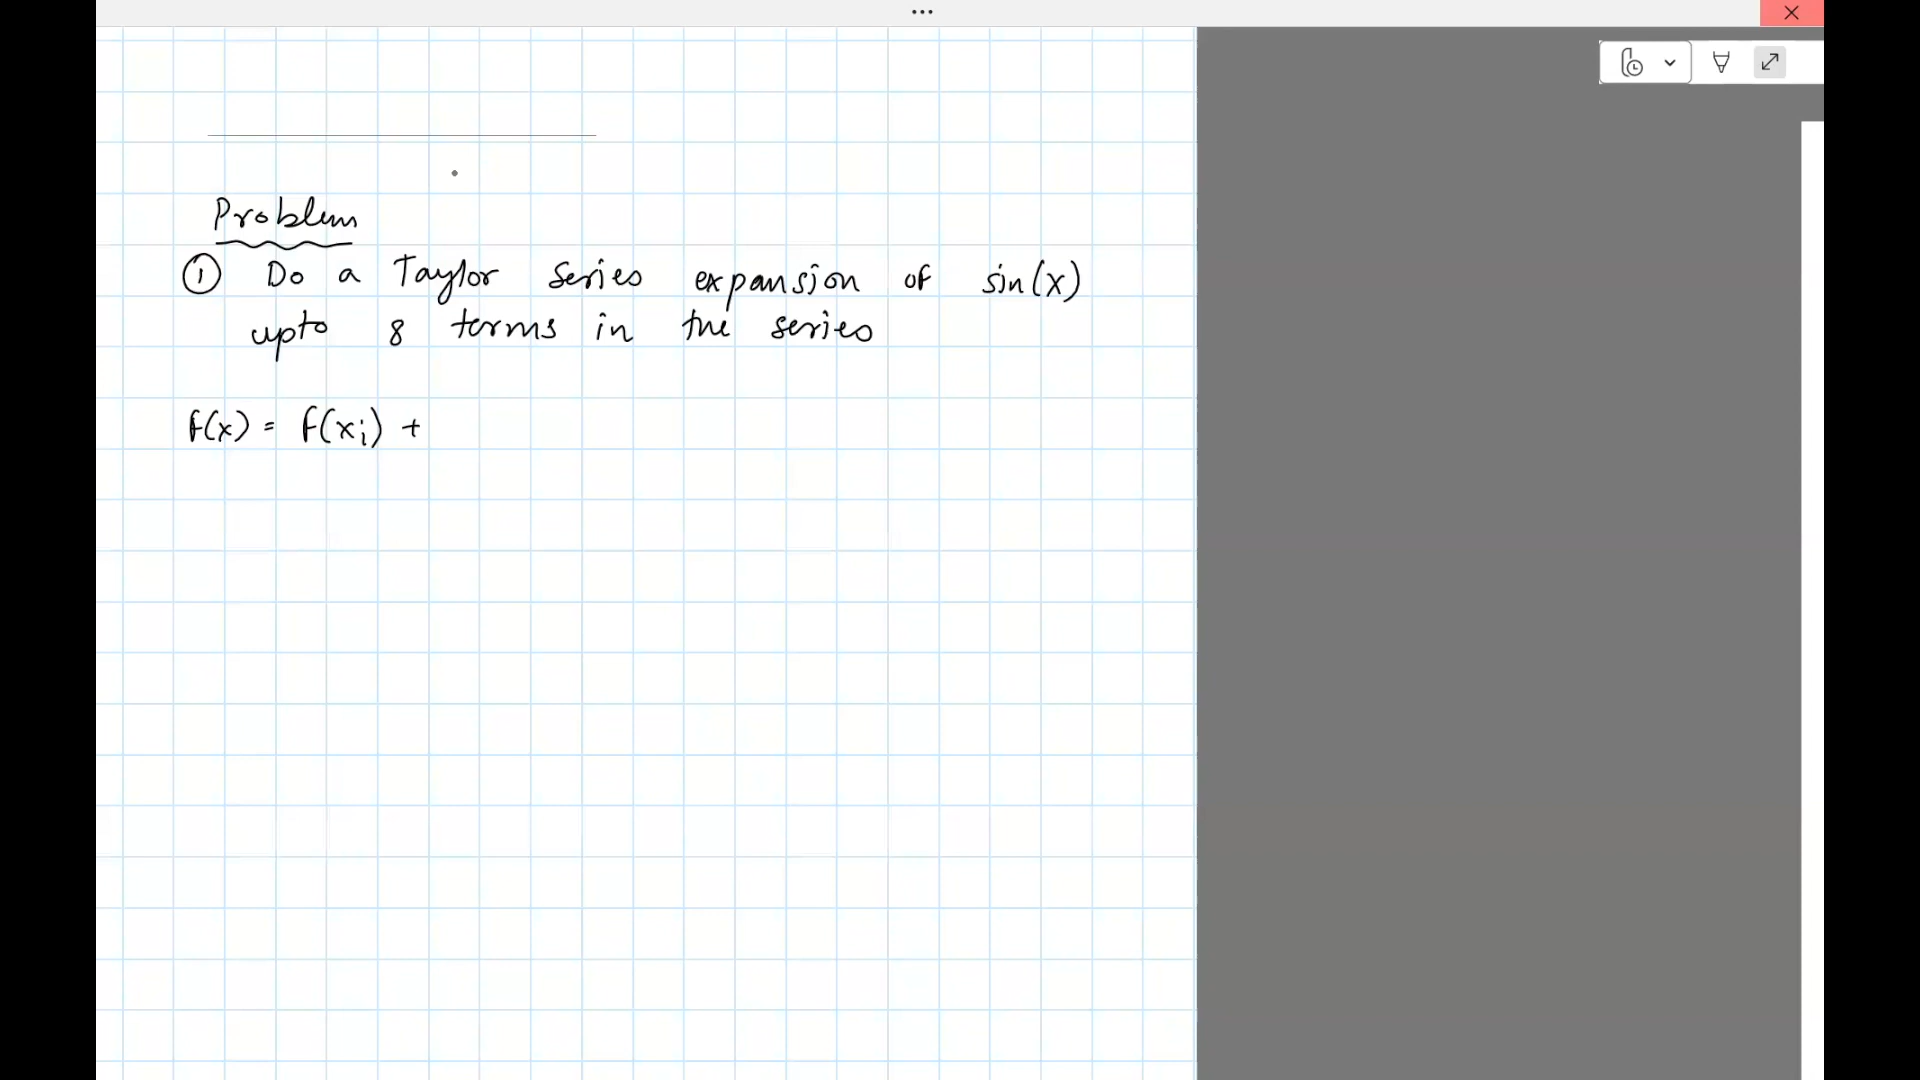 Problem
① Do a Taylor Series expansion of sin(x)
upto 8 terms in the series
f(x) = f(xi) +